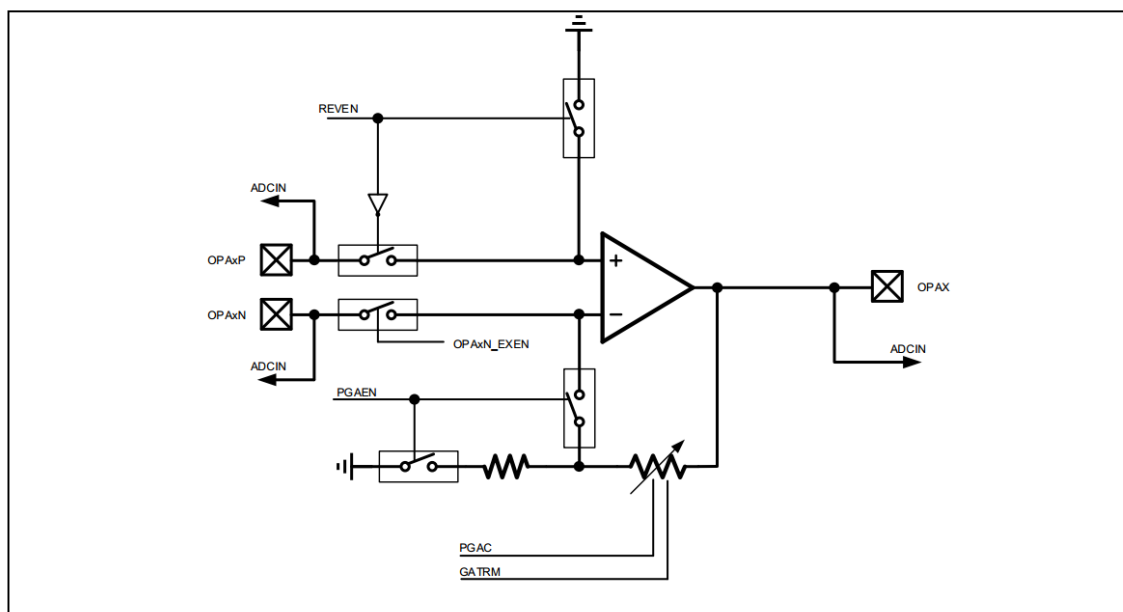 REVEN
ADCIN
OPAxP
+
OPAX
OPAxN
−
OPAxN_EXEN
ADCIN
ADCIN
PGAEN
PGAC
GATRM